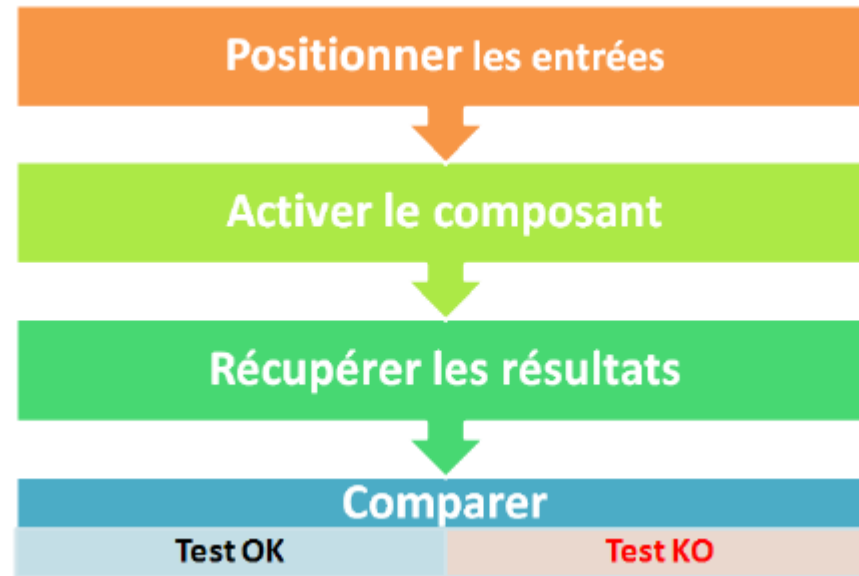 Positionner les entrées
Activer le composant
Récupérer les résultats
Comparer
Test OK
Test KO